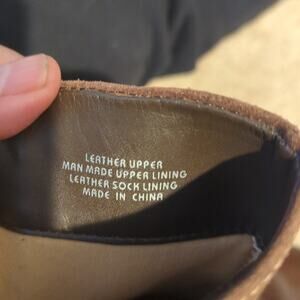 LEATHER UPPER
MAN MADE UPPER LINING
LEATHER SOCK LINING
MADE IN CHINA